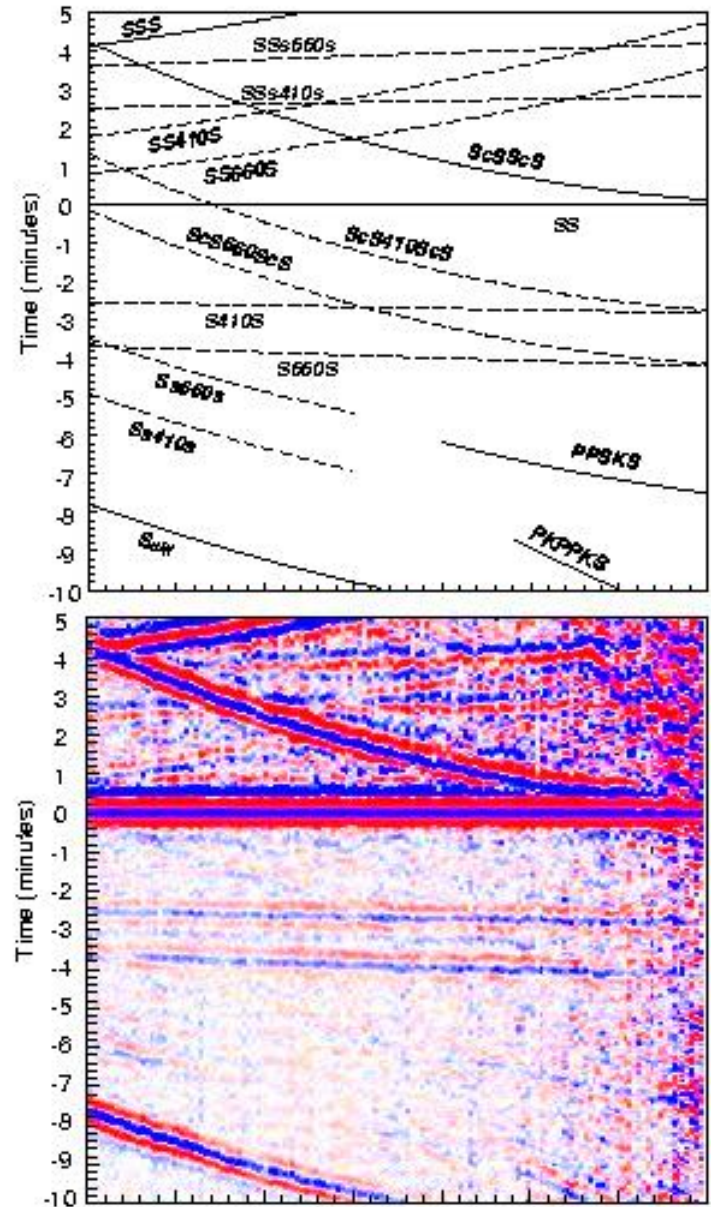 5
SSS
SSs660s
4
3
SSs410s
2
SS410S
SS660S
ScSScS
1
0
SS
ScS660ScS
ScS410ScS
-1
-2
-3
S410S
-4
S660S
Ss660s
-5
Ss410s
-6
PPSKS
-7
-8
Sdiff
PKPPKS
-9
-10
Time (minutes)
5
4
3
2
1
0
-1
-2
-3
-4
-5
-6
-7
-8
-9
-10
Time (minutes)